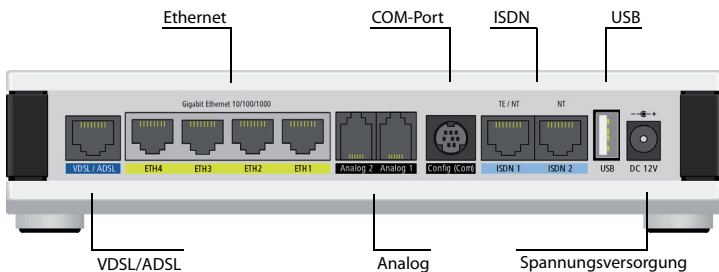 Ethernet COM-Port ISDN USB
Gigabit Ethernet 10/100/1000 TE / NT NT
VDSL / ADSL ETH4 ETH3 ETH2 ETH1 Analog 2 Analog 1 Config (Com) ISDN 1 ISDN 2 USB DC 12V
VDSL/ADSL Analog Spannungsversorgung